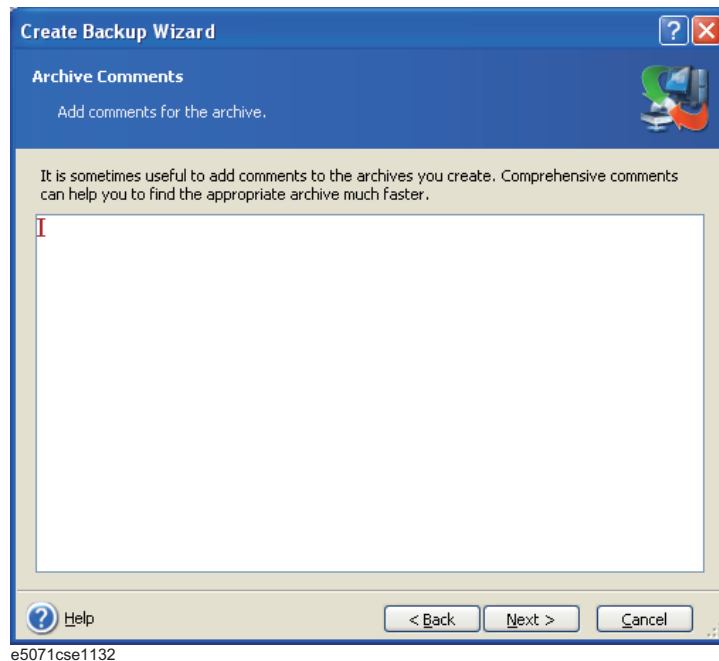 Create Backup Wizard
Archive Comments
Add comments for the archive.
It is sometimes useful to add comments to the archives you create. Comprehensive comments
can help you to find the appropriate archive much faster.
Help
< Back
Next >
Cancel
e5071cse1132